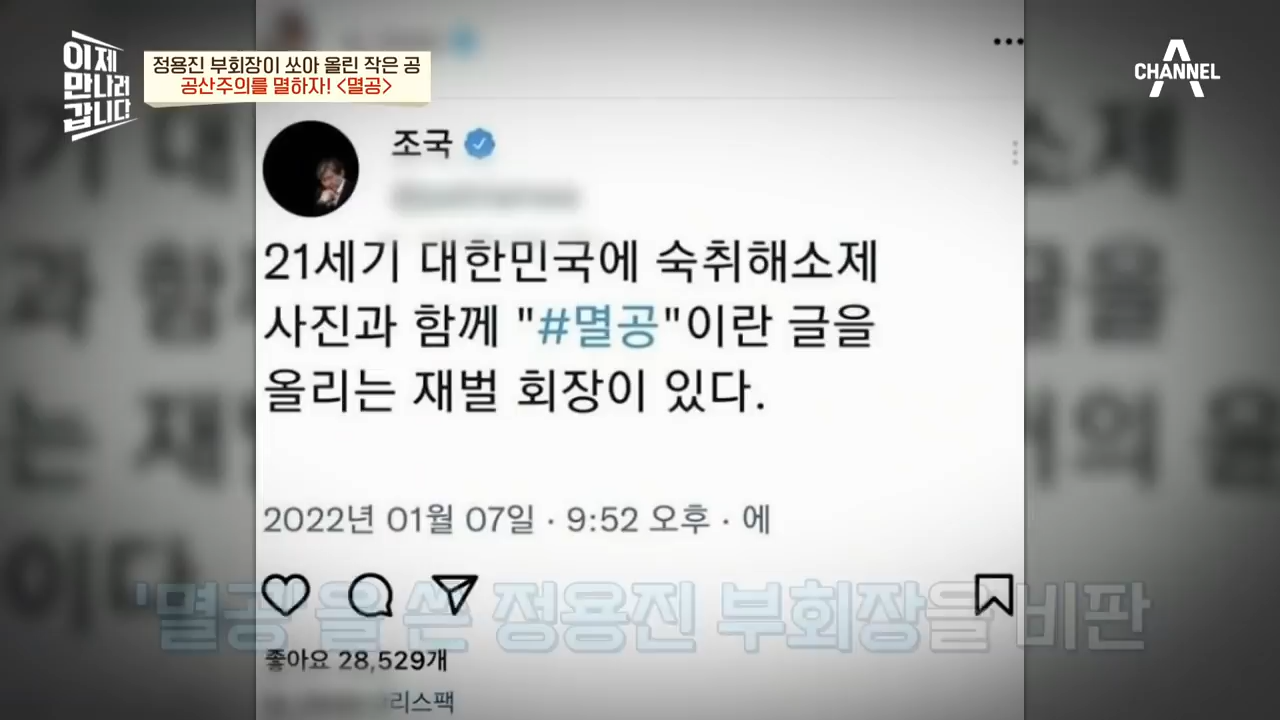 이제
만나러
갑니다
정용진 부회장이 쏘아 올린 작은 공
공산주의를 멸하자! <멸공>
CHANNEL A
조국
21세기 대한민국에 숙취해소제
사진과 함께 "#멸공"이란 글을
올리는 재벌 회장이 있다.
2022년 01월 07일 · 9:52 오후 · 에
'멸공'을 쓴 정용진 부회장을 비판
좋아요 28,529개
리스팩